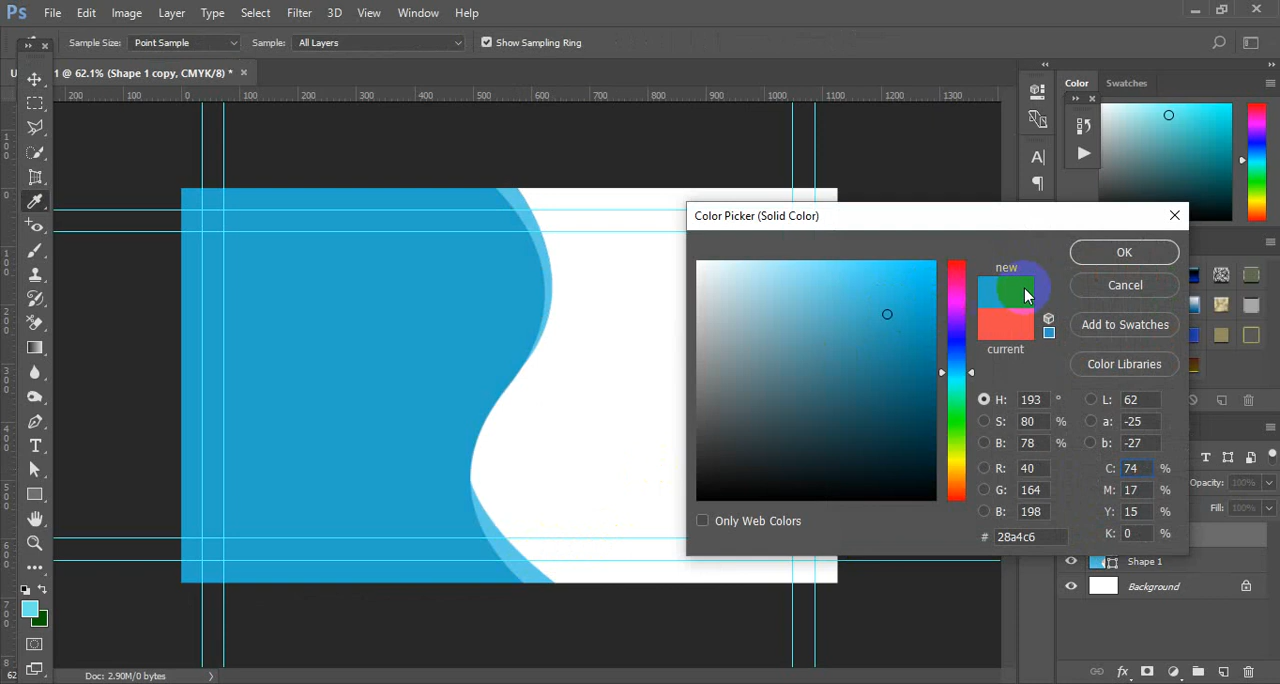 Ps File Edit Image Layer Type Select Filter 3D View Window Help
Sample Size: Point Sample Sample: All Layers Show Sampling Ring
1 @ 62.1% (Shape 1 copy, CMYK/8) * ×
Color Swatches
200 100 0 100 200 300 400 500 600 700 800 900 1000 1100 1200 1300
Color Picker (Solid Color)
new
OK
Cancel
Add to Swatches
current
Color Libraries
H: 193 ° L: 62
S: 80 % a: -25
B: 78 % b: -27
R: 40 C: 74 %
G: 164 M: 17 %
B: 198 Y: 15 %
Only Web Colors # 28a4c6 K: 0 %
Opacity: 100%
Fill: 100%
Shape 1
Background
Doc: 2.90M/0 bytes